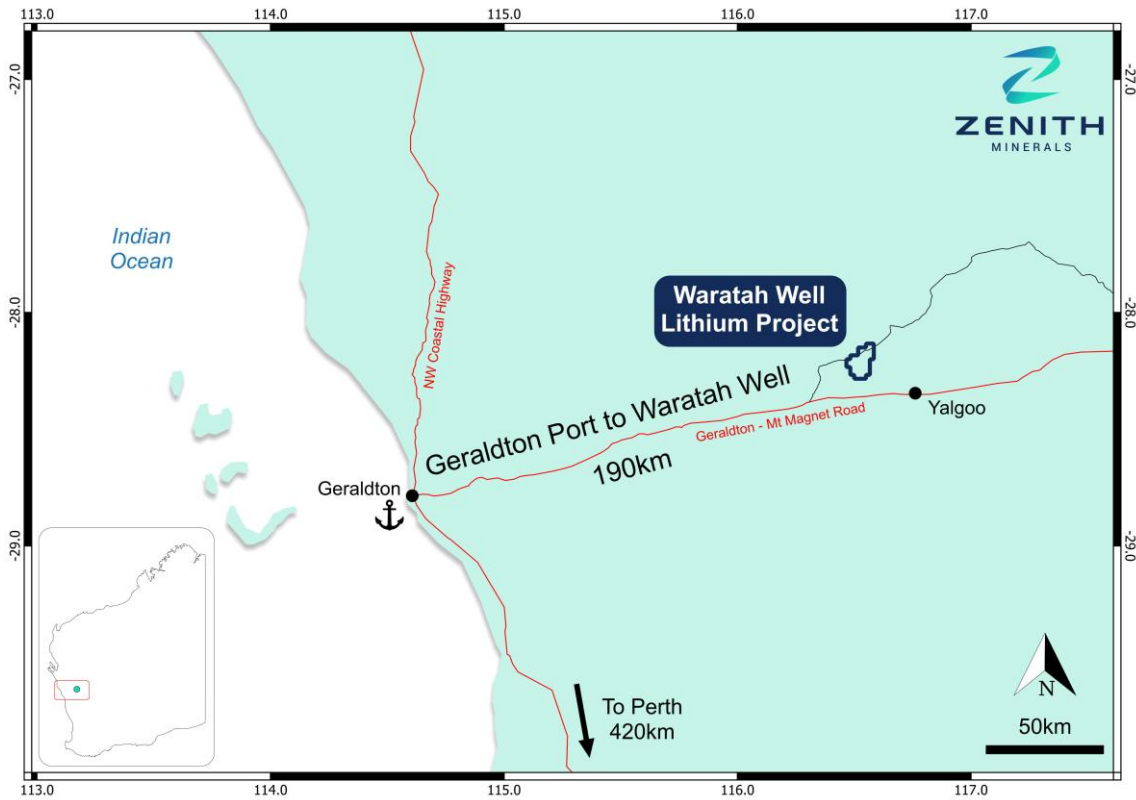 113.0
114.0
115.0
116.0
117.0
-27.0
-27.0
ZENITH
MINERALS
Indian
Ocean
NW Coastal Highway
Waratah Well
Lithium Project
-28.0
-28.0
Geraldton Port to Waratah Well
190km
Geraldton - Mt Magnet Road
Yalgoo
Geraldton
-29.0
-29.0
To Perth
420km
N
50km
113.0
114.0
115.0
116.0
117.0